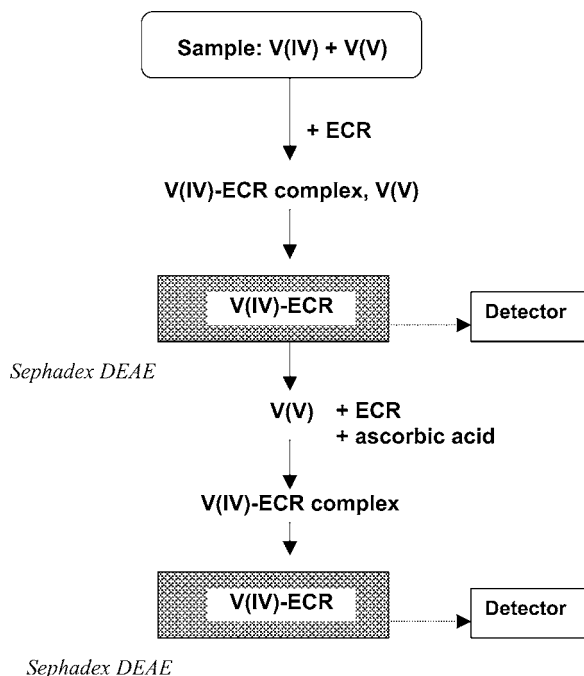 Sample: V(IV) + V(V)
+ ECR
V(IV)-ECR complex, V(V)
V(IV)-ECR
Detector
Sephadex DEAE
V(V) + ECR
+ ascorbic acid
V(IV)-ECR complex
V(IV)-ECR
Detector
Sephadex DEAE